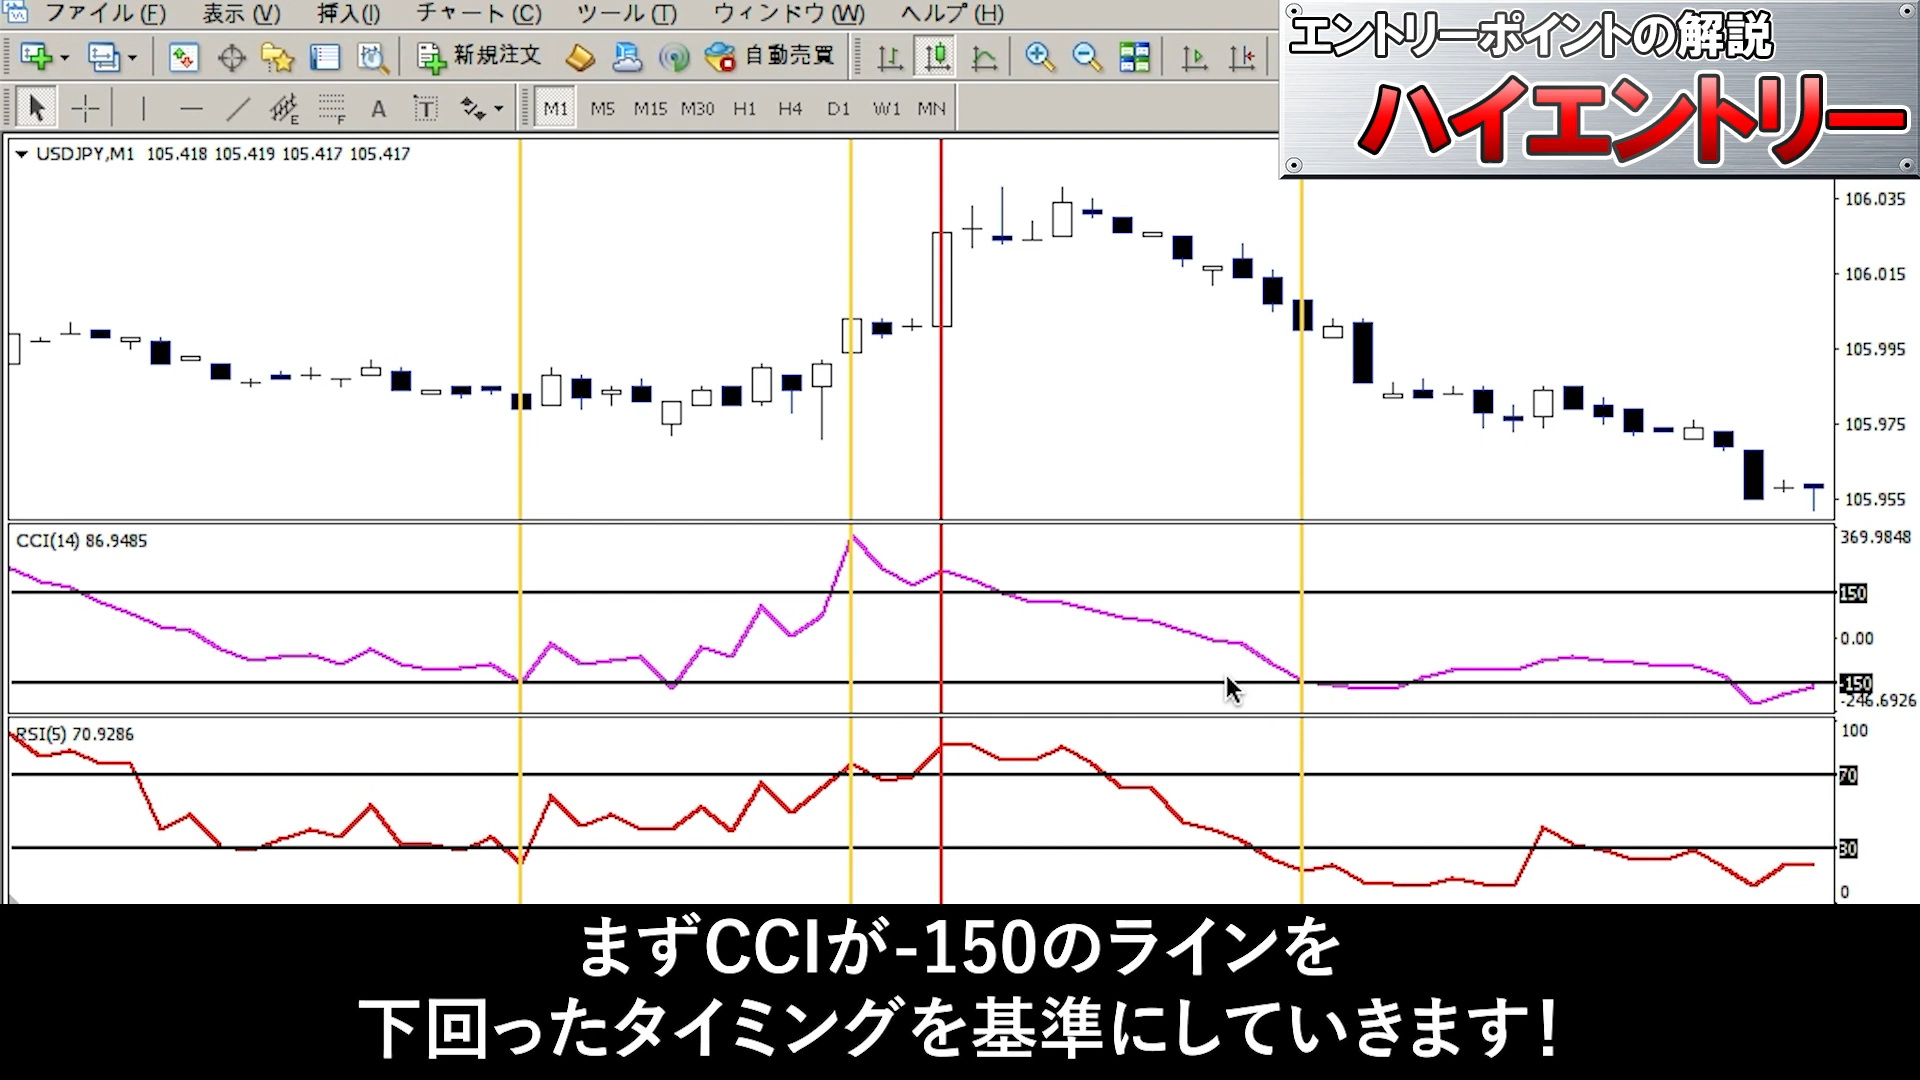 ファイル (F) 表示 (V) 挿入(I) チャート (C) ツール (T) ウィンドウ (W) ヘルプ (H)
エントリーポイントの解説
ハイエントリー
新規注文 自動売買
A T E F M1 M5 M15 M30 H1 H4 D1 W1 MN
USDJPY,M1 105.418 105.419 105.417 105.417
106.035
106.015
105.995
105.975
105.955
CCI(14) 86.9485
369.9848
150
0.00
-150
-246.6926
RSI(5) 70.9286
100
70
30
0
まずCCIが-150のラインを
下回ったタイミングを基準にしていきます!